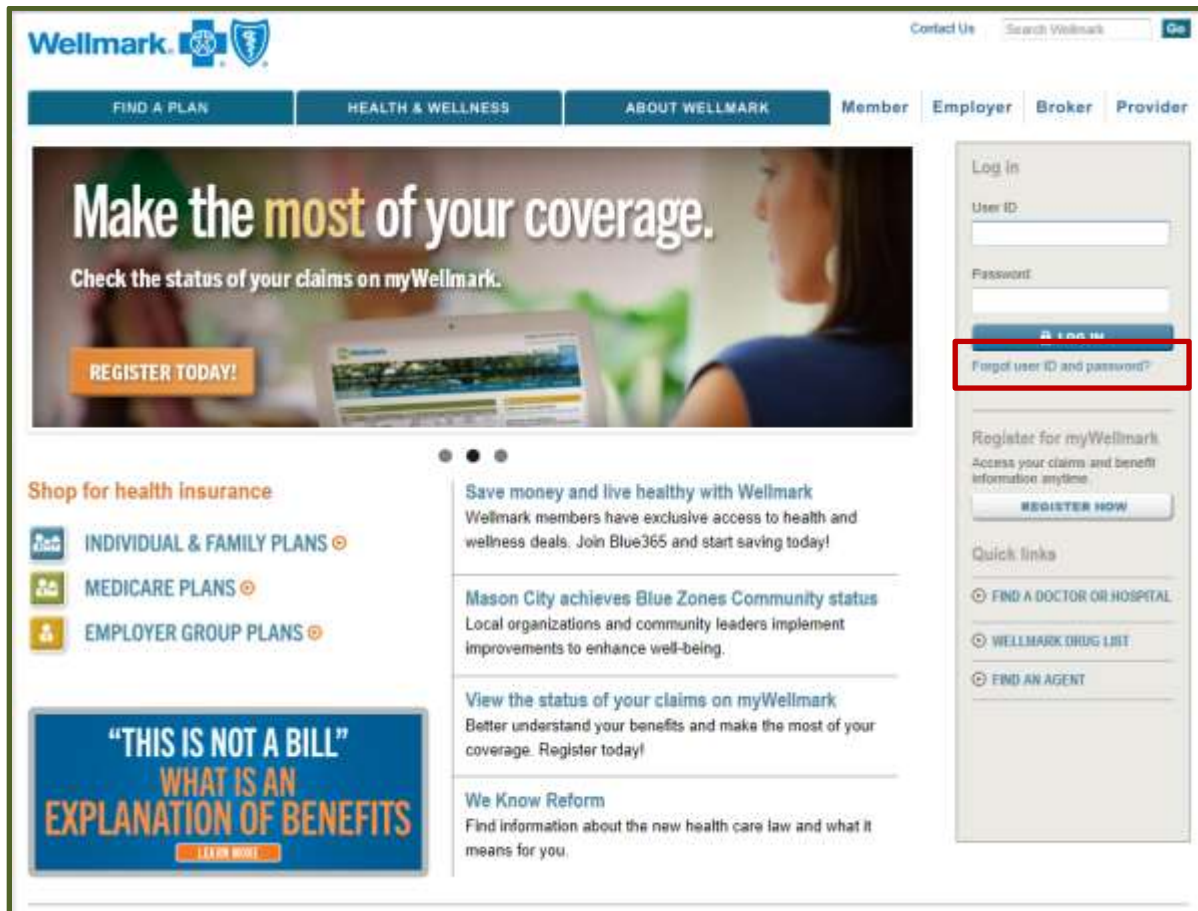 Wellmark.
Contact Us
Search Wellmark
Go
FIND A PLAN
HEALTH & WELLNESS
ABOUT WELLMARK
Member
Employer
Broker
Provider
Make the most of your coverage.
Check the status of your claims on myWellmark.
REGISTER TODAY!
Log in
User ID
Password
LOG IN
Forgot user ID and password?
Register for myWellmark
Access your claims and benefit
information anytime.
REGISTER NOW
Quick links
FIND A DOCTOR OR HOSPITAL
WELLMARK DRUG LIST
FIND AN AGENT
Shop for health insurance
INDIVIDUAL & FAMILY PLANS
MEDICARE PLANS
EMPLOYER GROUP PLANS
"THIS IS NOT A BILL"
WHAT IS AN
EXPLANATION OF BENEFITS
LEARN MORE
Save money and live healthy with Wellmark
Wellmark members have exclusive access to health and
wellness deals. Join Blue365 and start saving today!
Mason City achieves Blue Zones Community status
Local organizations and community leaders implement
improvements to enhance well-being.
View the status of your claims on myWellmark
Better understand your benefits and make the most of your
coverage. Register today!
We Know Reform
Find information about the new health care law and what it
means for you.